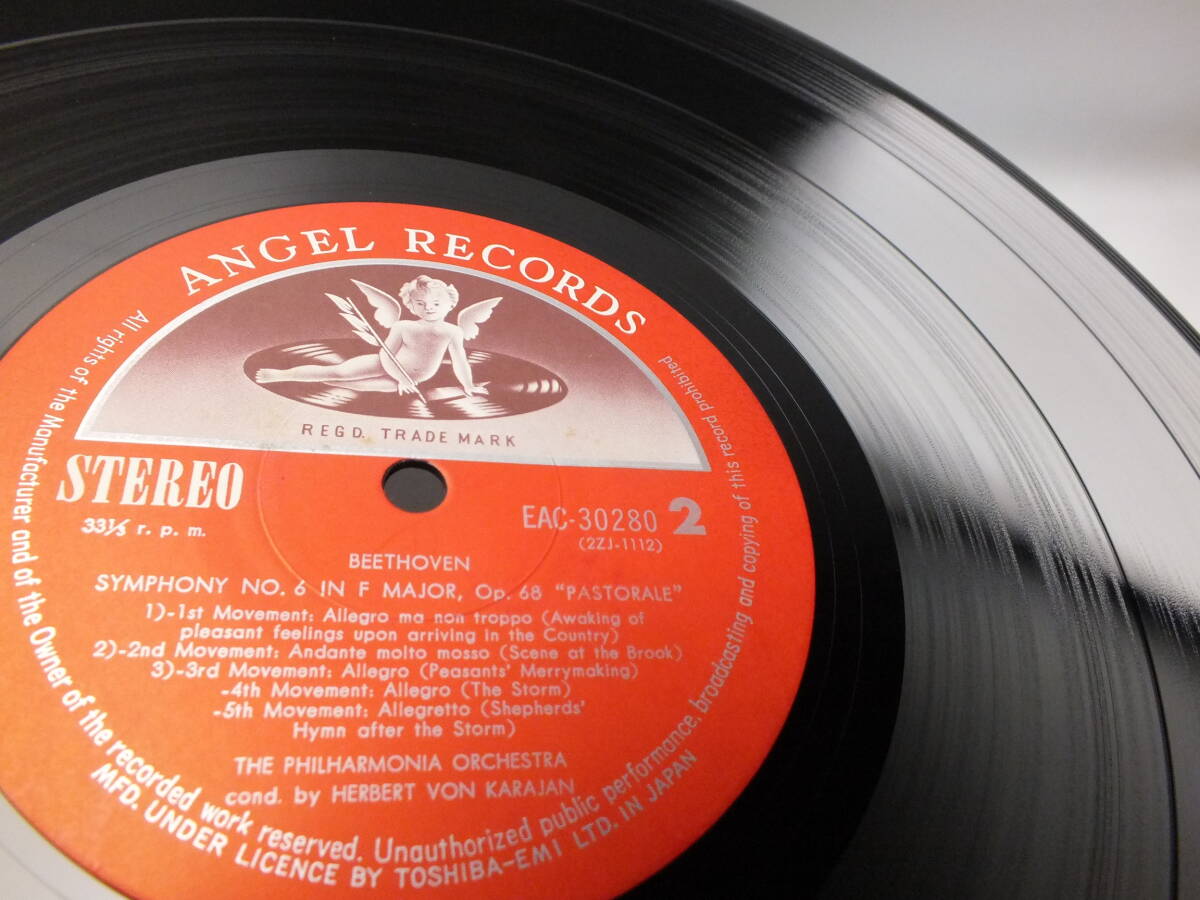 ANGEL RECORDS
REGD. TRADE MARK
STEREO
33⅓ r. p. m.
EAC-30280 2
(2ZJ-1112)
BEETHOVEN
SYMPHONY NO. 6 IN F MAJOR, Op. 68 "PASTORALE"
1)-1st Movement: Allegro ma non troppo (Awaking of
pleasant feelings upon arriving in the Country)
2)-2nd Movement: Andante molto mosso (Scene at the Brook)
3)-3rd Movement: Allegro (Peasants' Merrymaking)
-4th Movement: Allegro (The Storm)
-5th Movement: Allegretto (Shepherds'
Hymn after the Storm)
THE PHILHARMONIA ORCHESTRA
cond. by HERBERT VON KARAJAN
All rights of the Manufacturer and of the Owner of the recorded work reserved. Unauthorized public performance, broadcasting and copying of this record prohibited
MFD. UNDER LICENCE BY TOSHIBA-EMI LTD. IN JAPAN